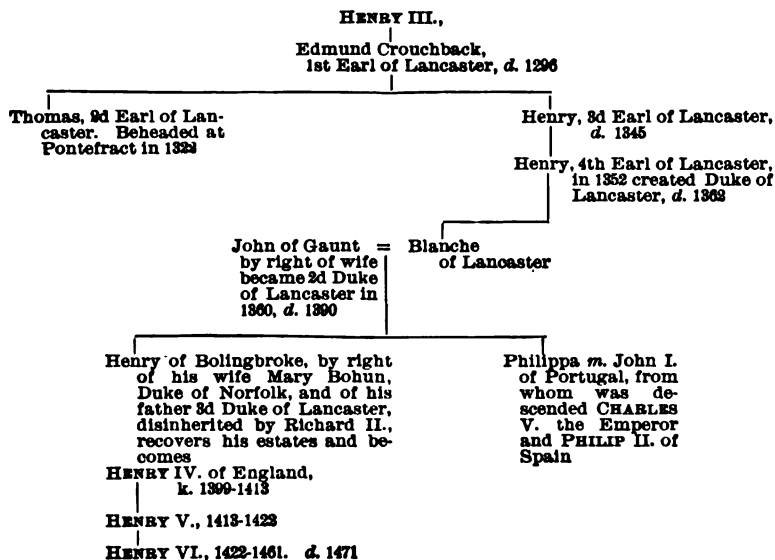 HENRY III.,
Edmund Crouchback,
1st Earl of Lancaster, d. 1296
Thomas, 2d Earl of Lan-
caster. Beheaded at
Pontefract in 1322
Henry, 3d Earl of Lancaster,
d. 1345
Henry, 4th Earl of Lancaster,
in 1352 created Duke of
Lancaster, d. 1362
John of Gaunt = Blanche
by right of wife
became 2d Duke
of Lancaster in
1360, d. 1390
of Lancaster
Henry of Bolingbroke, by right
of his wife Mary Bohun,
Duke of Norfolk, and of his
father 3d Duke of Lancaster,
disinherited by Richard II.,
recovers his estates and be-
comes
HENRY IV. of England,
k. 1399-1413
HENRY V., 1413-1422
HENRY VI., 1422-1461. d. 1471
Philippa m. John I.
of Portugal, from
whom was de-
scended CHARLES
V. the Emperor
and PHILIP II. of
Spain